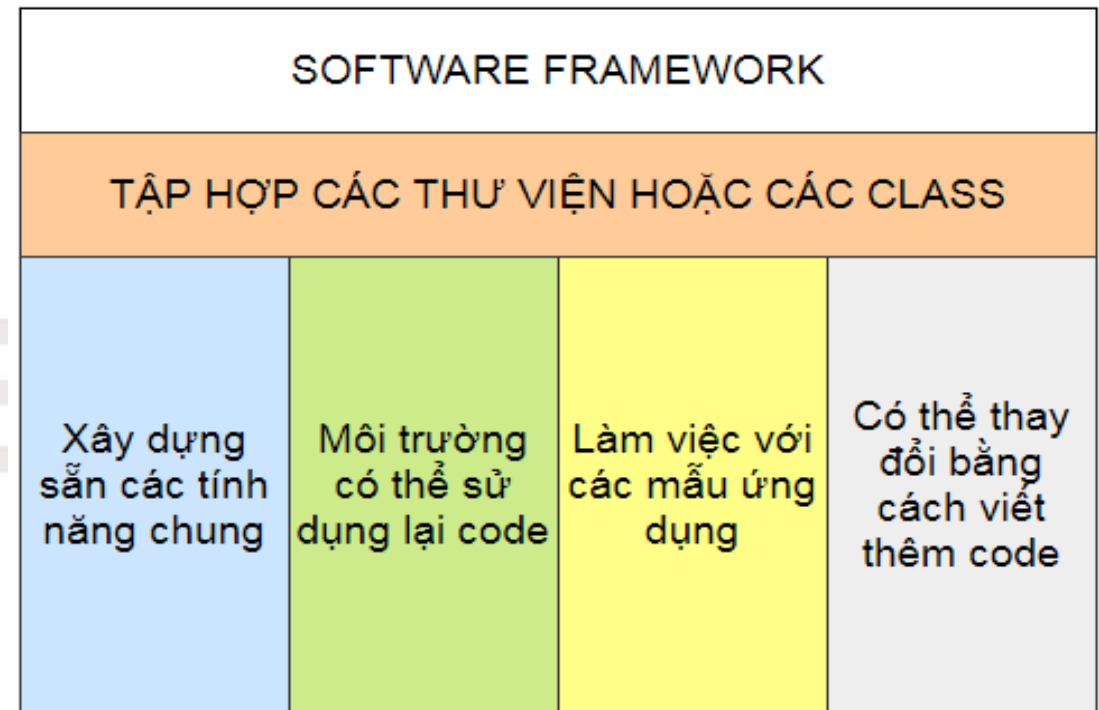 SOFTWARE FRAMEWORK
TẬP HỢP CÁC THƯ VIỆN HOẶC CÁC CLASS
Xây dựng
sẵn các tính
năng chung
Môi trường
có thể sử
dụng lại code
Làm việc với
các mẫu ứng
dụng
Có thể thay
đổi bằng
cách viết
thêm code